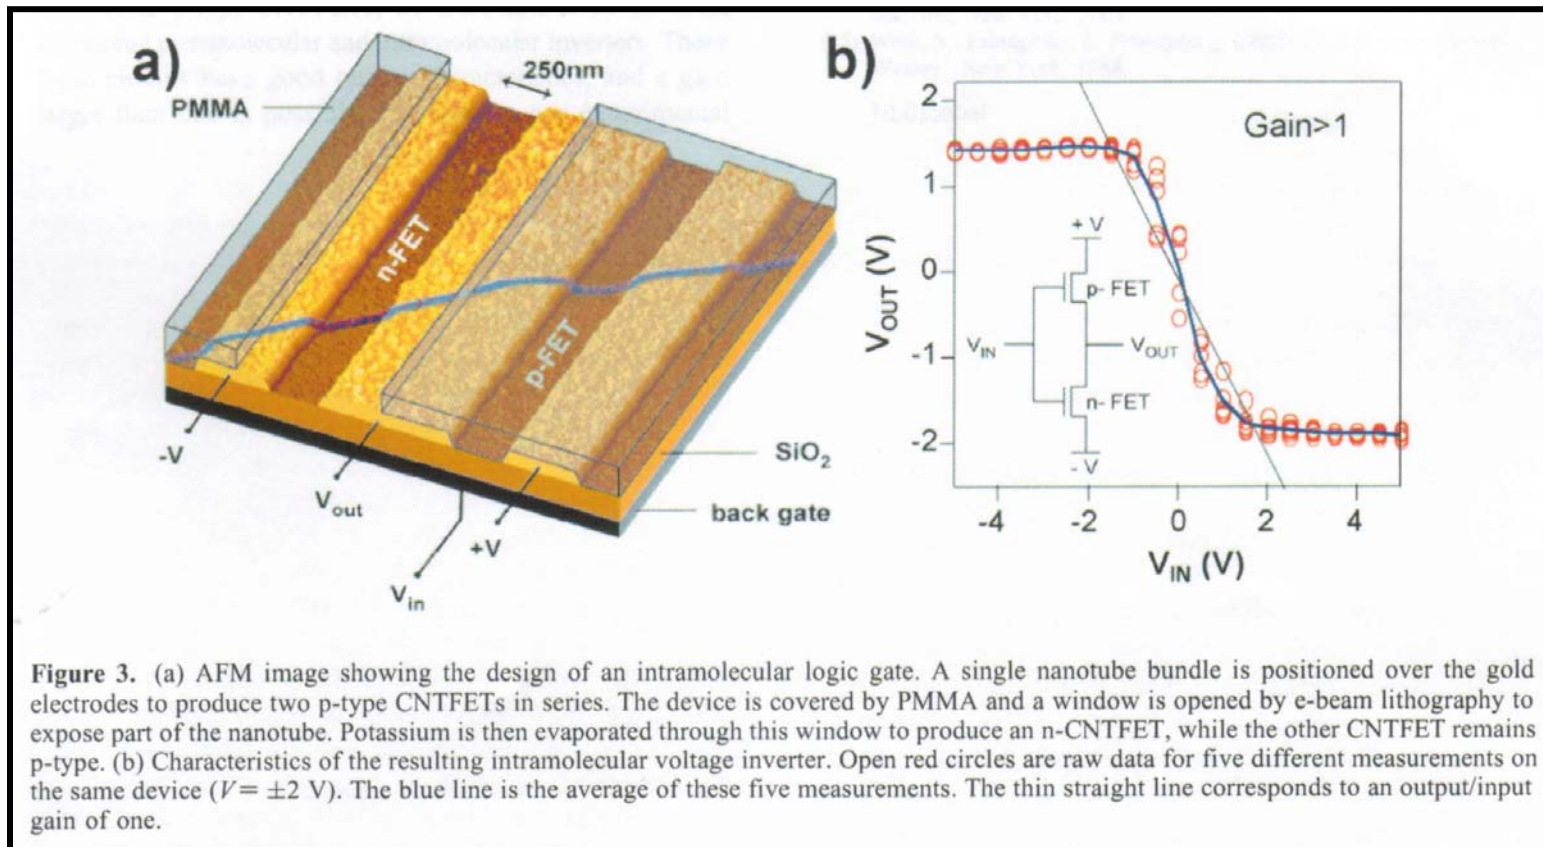 a)
250nm
PMMA
n-FET
p-FET
-V
Vout
+V
Vin
SiO2
back gate
b)
Gain>1
2
1
0
-1
-2
VOUT (V)
+ V
p- FET
VIN
VOUT
n- FET
- V
-4
-2
0
2
4
VIN (V)
Figure 3. (a) AFM image showing the design of an intramolecular logic gate. A single nanotube bundle is positioned over the gold
electrodes to produce two p-type CNTFETs in series. The device is covered by PMMA and a window is opened by e-beam lithography to
expose part of the nanotube. Potassium is then evaporated through this window to produce an n-CNTFET, while the other CNTFET remains
p-type. (b) Characteristics of the resulting intramolecular voltage inverter. Open red circles are raw data for five different measurements on
the same device (V= ±2 V). The blue line is the average of these five measurements. The thin straight line corresponds to an output/input
gain of one.